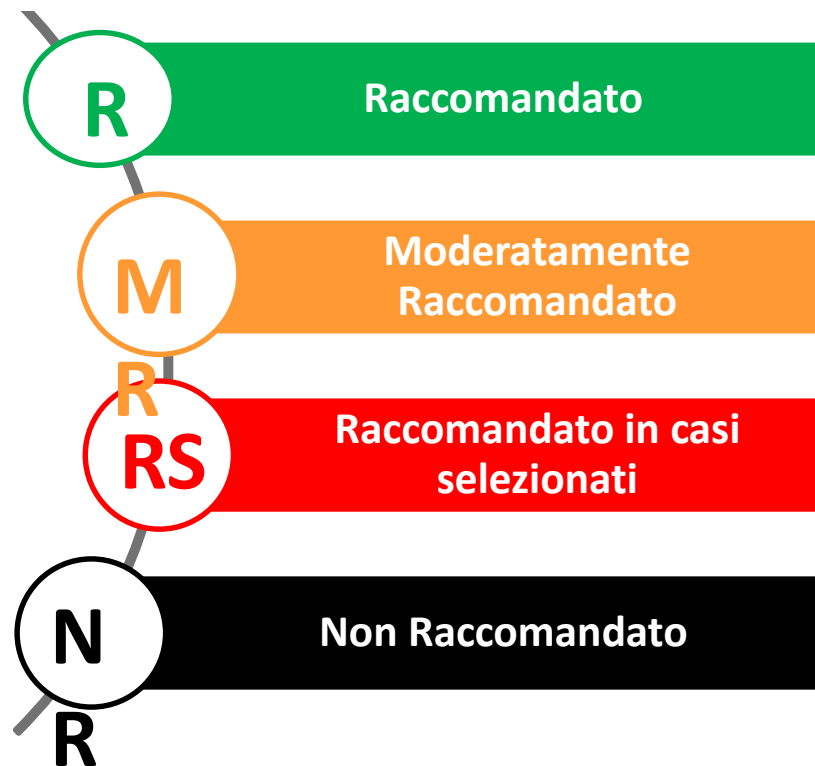 R
Raccomandato
M
R
Moderatamente
Raccomandato
RS
Raccomandato in casi
selezionati
N
R
Non Raccomandato